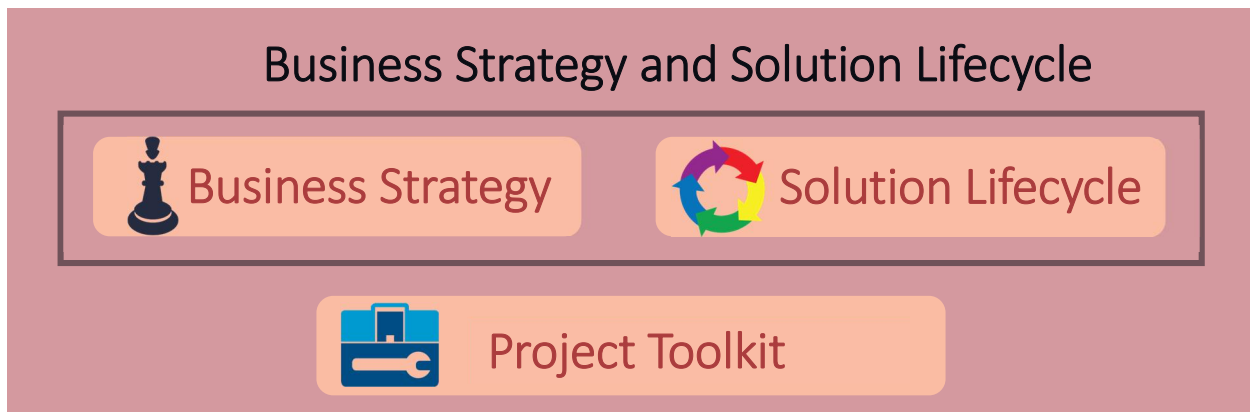 Business Strategy and Solution Lifecycle
Business Strategy
Solution Lifecycle
Project Toolkit